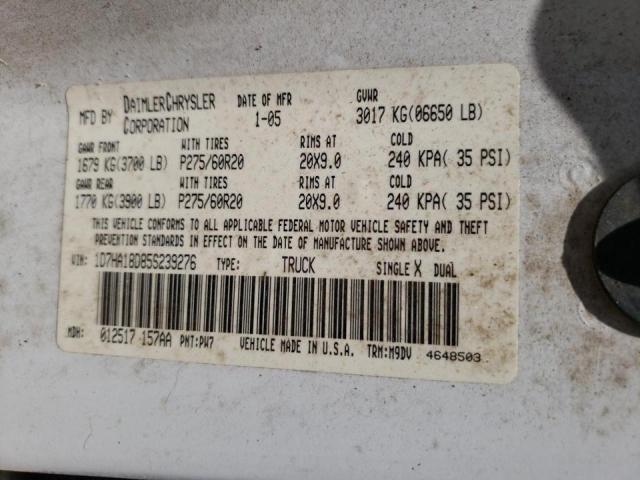 MFD BY DAIMLERCHRYSLER CORPORATION DATE OF MFR 1-05 GVWR 3017 KG(06650 LB)
GAWR FRONT WITH TIRES RIMS AT COLD
1679 KG(3700 LB) P275/60R20 20X9.0 240 KPA( 35 PSI)
GAWR REAR WITH TIRES RIMS AT COLD
1770 KG(3900 LB) P275/60R20 20X9.0 240 KPA( 35 PSI)
THIS VEHICLE CONFORMS TO ALL APPLICABLE FEDERAL MOTOR VEHICLE SAFETY AND THEFT
PREVENTION STANDARDS IN EFFECT ON THE DATE OF MANUFACTURE SHOWN ABOVE.
VIN: 1D7HA18D85S239276 TYPE: TRUCK SINGLE X DUAL
MDH: 012517 157AA PNT:PW7 VEHICLE MADE IN U.S.A. TRM:M9DV 4648503